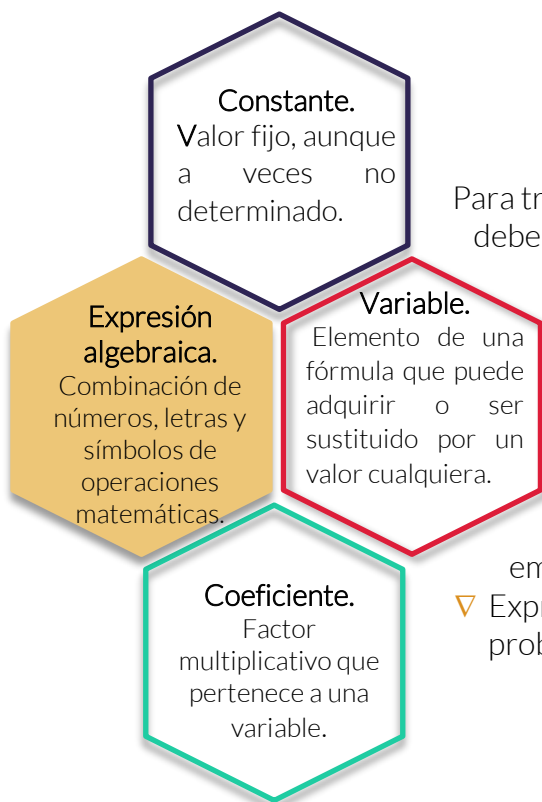 Constante.
Valor fijo, aunque
a veces no
determinado.
Para tr
debe
Expresión
algebraica.
Combinación de
números, letras y
símbolos de
operaciones
matemáticas.
Variable.
Elemento de una
fórmula que puede
adquirir o ser
sustituido por un
valor cualquiera.
em
∇ Expr
prob
Coeficiente.
Factor
multiplicativo que
pertenece a una
variable.